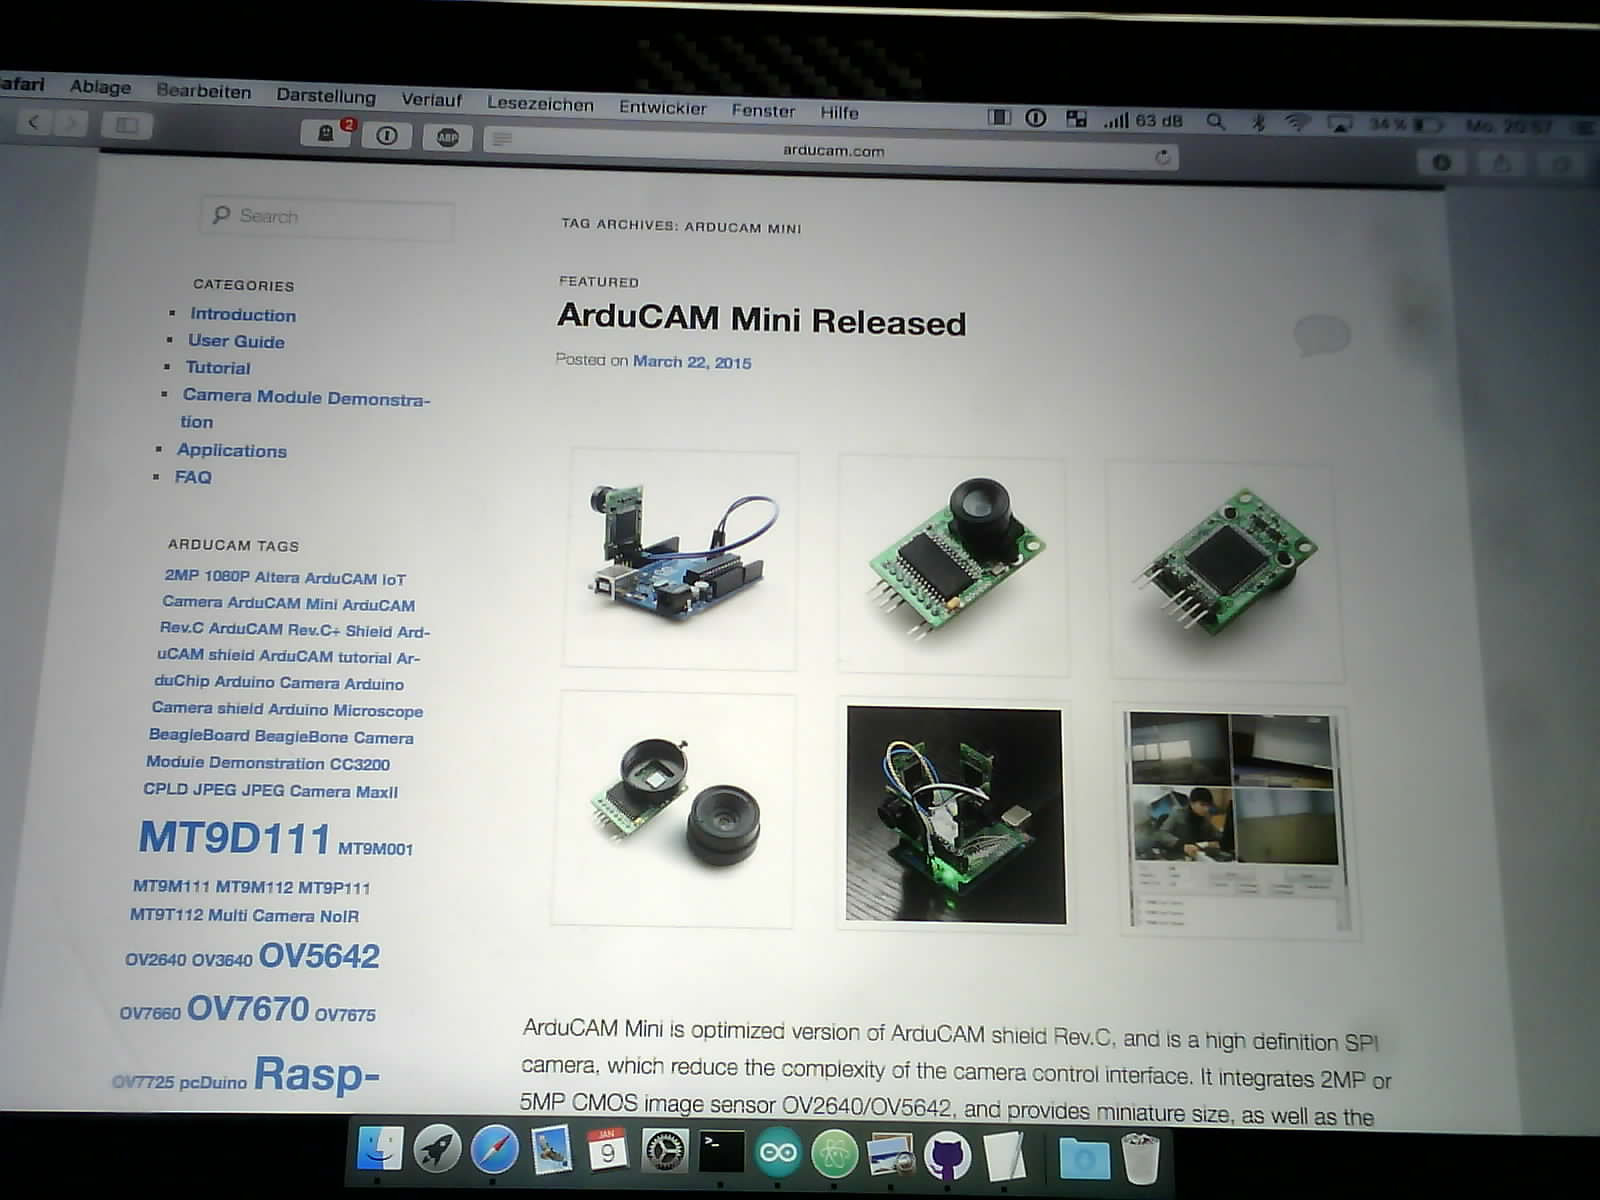 afari Ablage Bearbeiten Darstellung Verlauf Lesezeichen Entwickler Fenster Hilfe 63 dB 34 % Mo. 20:57
2 ABP arducam.com
Search
CATEGORIES
Introduction
User Guide
Tutorial
Camera Module Demonstra-
tion
Applications
FAQ
ARDUCAM TAGS
2MP 1080P Altera ArduCAM IoT
Camera ArduCAM Mini ArduCAM
Rev.C ArduCAM Rev.C+ Shield Ard-
uCAM shield ArduCAM tutorial Ar-
duChip Arduino Camera Arduino
Camera shield Arduino Microscope
BeagleBoard BeagleBone Camera
Module Demonstration CC3200
CPLD JPEG JPEG Camera MaxII
MT9D111 MT9M001
MT9M111 MT9M112 MT9P111
MT9T112 Multi Camera NoIR
OV2640 OV3640 OV5642
OV7660 OV7670 OV7675
OV7725 pcDuino Rasp-
TAG ARCHIVES: ARDUCAM MINI
FEATURED
ArduCAM Mini Released
Posted on March 22, 2015
ArduCAM Mini is optimized version of ArduCAM shield Rev.C, and is a high definition SPI
camera, which reduce the complexity of the camera control interface. It integrates 2MP or
5MP CMOS image sensor OV2640/OV5642, and provides miniature size, as well as the
JAN
9